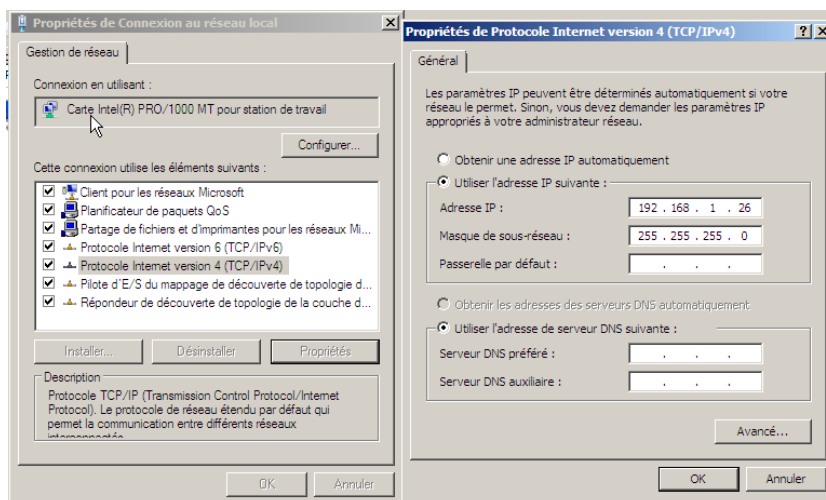 Propriétés de Connexion au réseau local
Gestion de réseau
Connexion en utilisant :
Carte Intel(R) PRO/1000 MT pour station de travail
Configurer...
Cette connexion utilise les éléments suivants :
Client pour les réseaux Microsoft
Planificateur de paquets QoS
Partage de fichiers et d'imprimantes pour les réseaux Mi...
Protocole Internet version 6 (TCP/IPv6)
Protocole Internet version 4 (TCP/IPv4)
Pilote d'E/S du mappage de découverte de topologie d...
Répondeur de découverte de topologie de la couche d...
Installer...
Désinstaller
Propriétés
Description
Protocole TCP/IP (Transmission Control Protocol/Internet
Protocol). Le protocole de réseau étendu par défaut qui
permet la communication entre différents réseaux
interconnectés
OK
Annuler
Propriétés de Protocole Internet version 4 (TCP/IPv4)
Général
Les paramètres IP peuvent être déterminés automatiquement si votre
réseau le permet. Sinon, vous devez demander les paramètres IP
appropriés à votre administrateur réseau.
Obtenir une adresse IP automatiquement
Utiliser l'adresse IP suivante :
Adresse IP :
192 . 168 . 1 . 26
Masque de sous-réseau :
255 . 255 . 255 . 0
Passerelle par défaut :
. . .
Obtenir les adresses des serveurs DNS automatiquement
Utiliser l'adresse de serveur DNS suivante :
Serveur DNS préféré :
. . .
Serveur DNS auxiliaire :
. . .
Avancé...
OK
Annuler